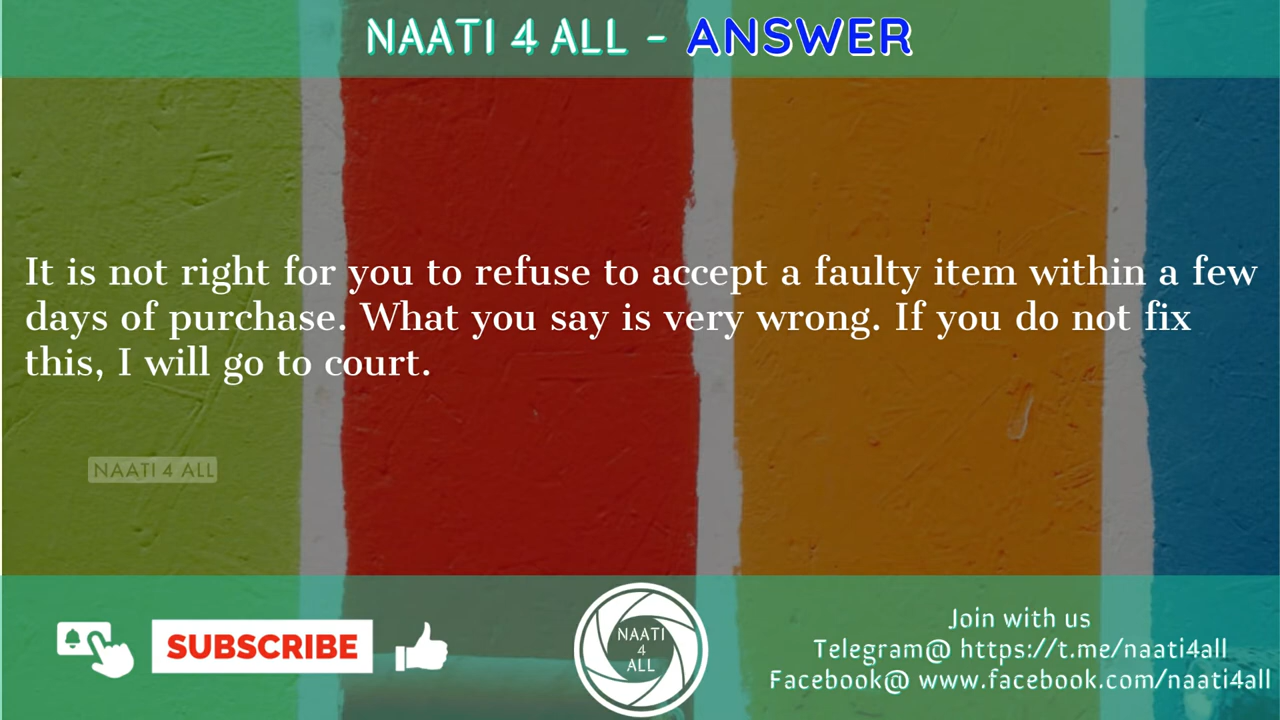 NAATI 4 ALL - ANSWER
It is not right for you to refuse to accept a faulty item within a few
days of purchase. What you say is very wrong. If you do not fix
this, I will go to court.
NAATI 4 ALL
SUBSCRIBE
NAATI
4
ALL
Join with us
Telegram@ https://t.me/naati4all
Facebook@ www.facebook.com/naati4all